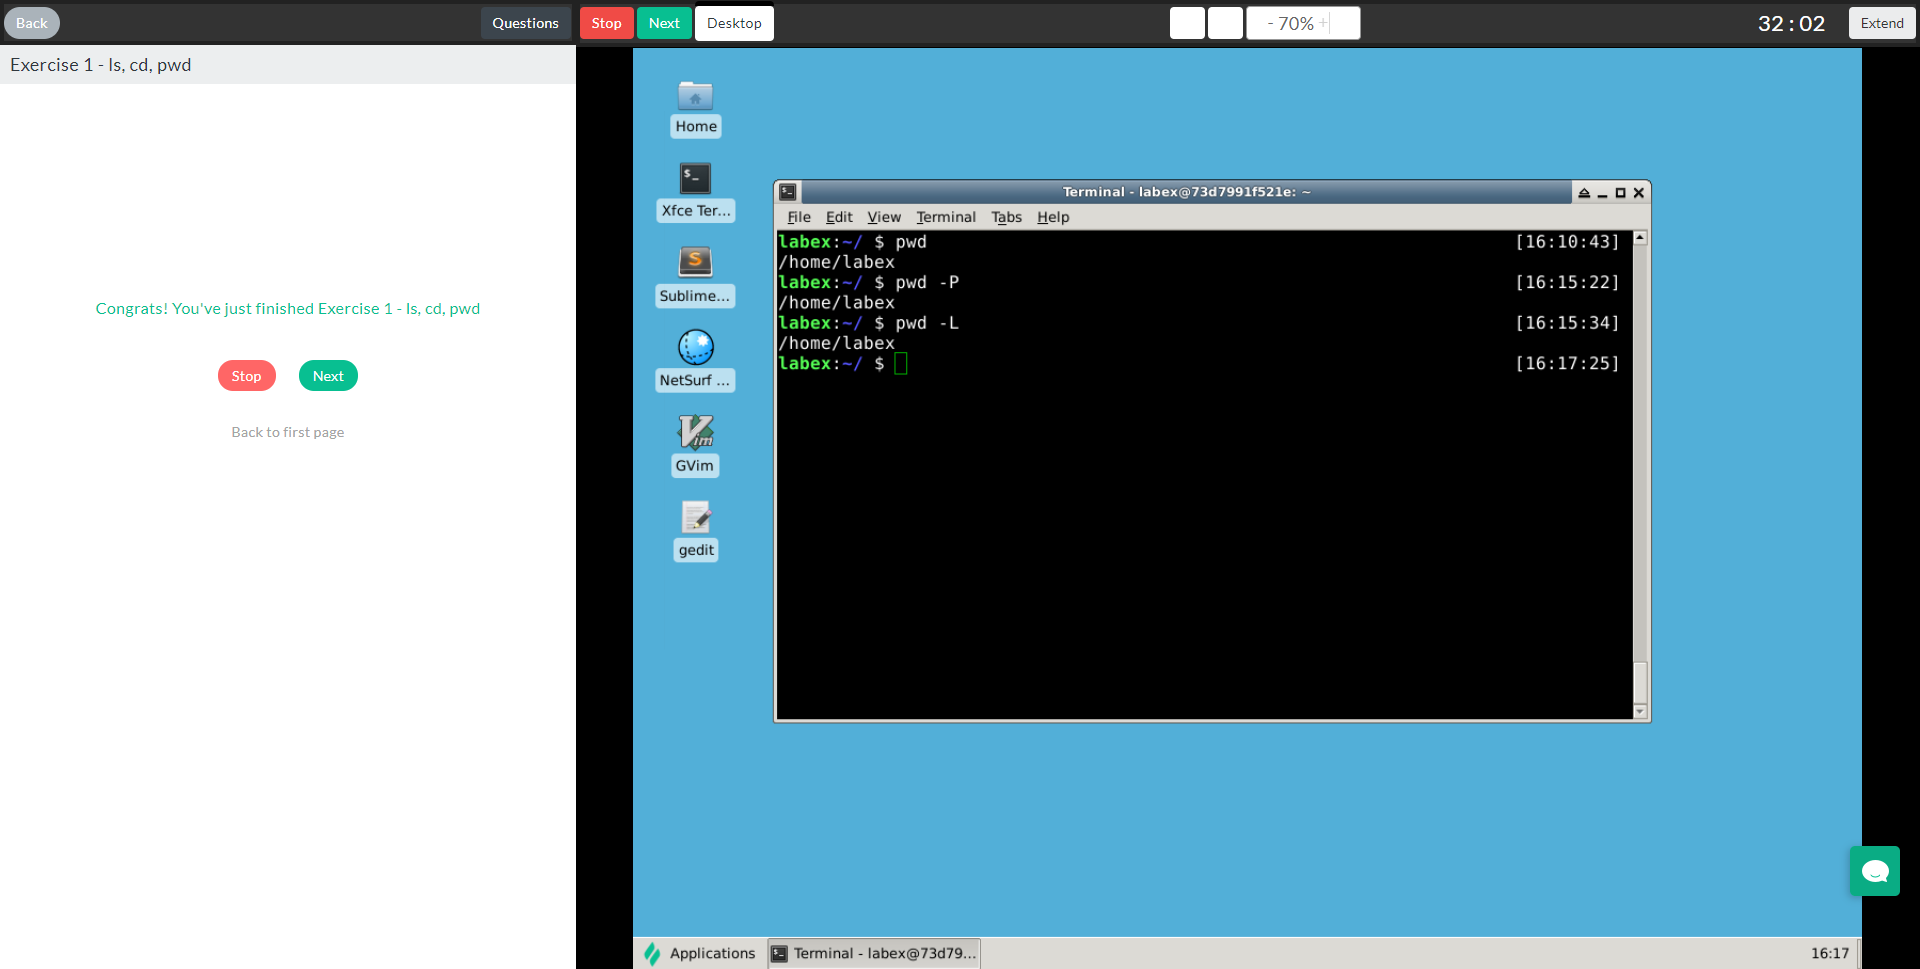 Back
Questions
Stop
Next
Desktop
- 70% +
32 : 02
Extend
Exercise 1 - ls, cd, pwd
Congrats! You've just finished Exercise 1 - ls, cd, pwd
Stop
Next
Back to first page
Home
$_
Xfce Ter...
S
Sublime...
NetSurf ...
Vim
GVim
gedit
Terminal - labex@73d7991f521e: ~
File Edit View Terminal Tabs Help
labex:~/ $ pwd [16:10:43]
/home/labex
labex:~/ $ pwd -P [16:15:22]
/home/labex
labex:~/ $ pwd -L [16:15:34]
/home/labex
labex:~/ $ [16:17:25]
Applications
Terminal - labex@73d79...
16:17